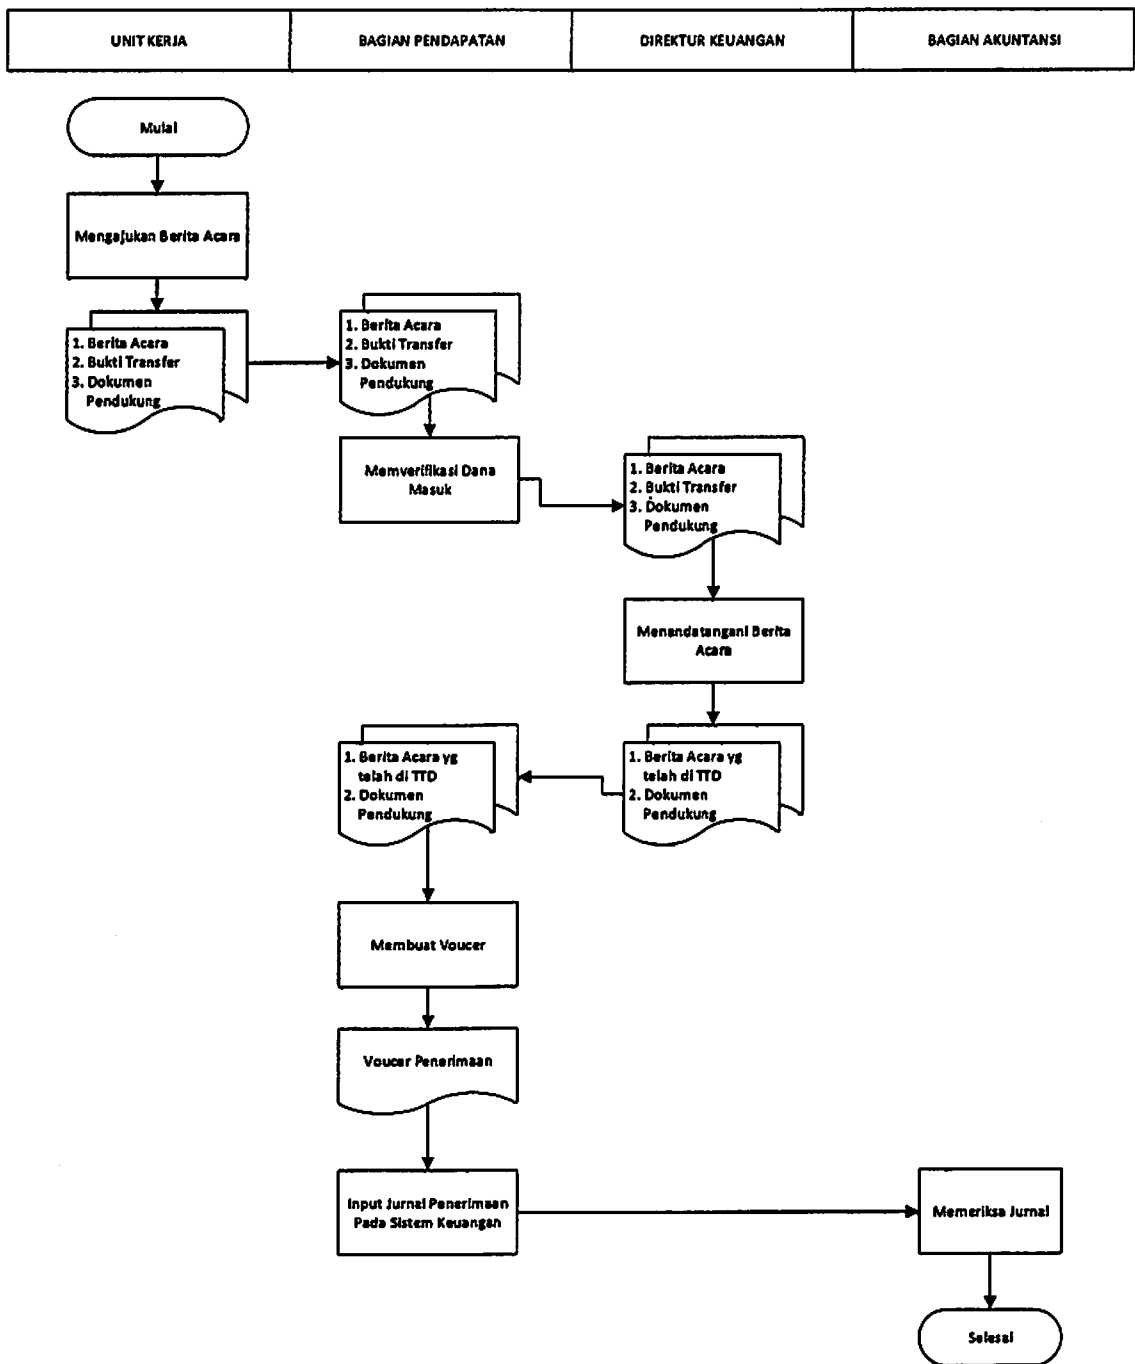 UNIT KERJA
BAGIAN PENDAPATAN
DIREKTUR KEUANGAN
BAGIAN AKUNTANSI
Mulai
Mengajukan Berita Acara
1. Berita Acara
2. Bukti Transfer
3. Dokumen
Pendukung
1. Berita Acara
2. Bukti Transfer
3. Dokumen
Pendukung
Memverifikasi Dana
Masuk
1. Berita Acara
2. Bukti Transfer
3. Dokumen
Pendukung
Menandatangani Berita
Acara
1. Berita Acara yg
telah di TTD
2. Dokumen
Pendukung
1. Berita Acara yg
telah di TTD
2. Dokumen
Pendukung
Membuat Voucer
Voucer Penerimaan
Input Jurnal Penerimaan
Pada Sistem Keuangan
Memeriksa Jurnal
Selesai